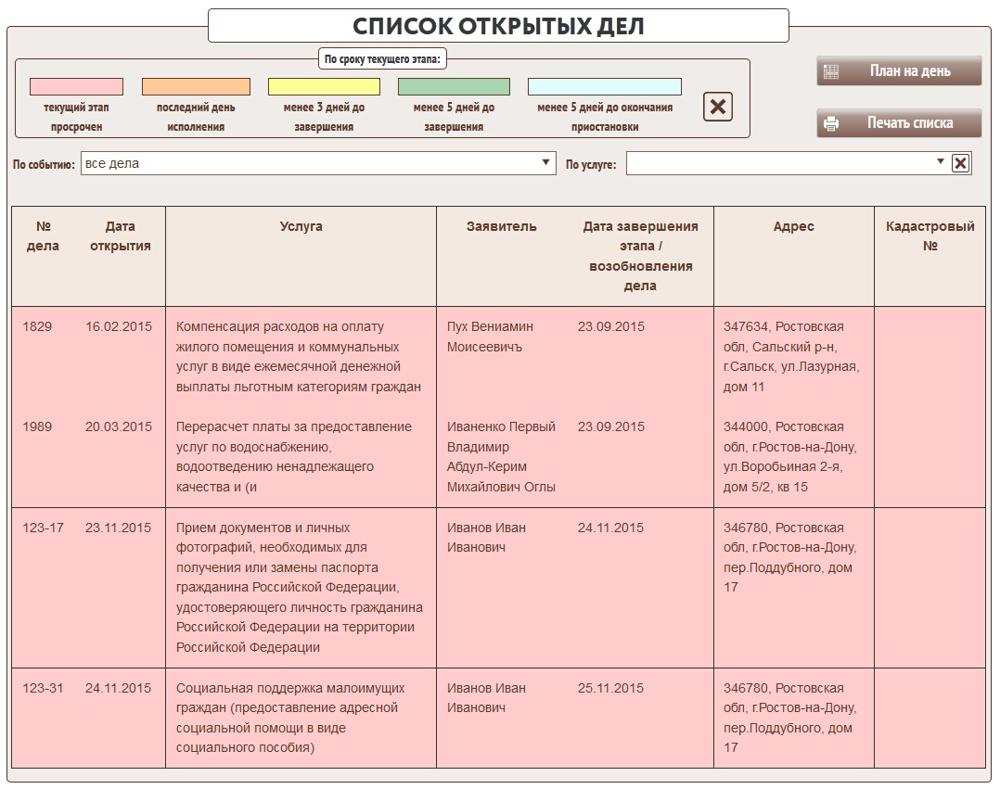 СПИСОК ОТКРЫТЫХ ДЕЛ
По сроку текущего этапа:
текущий этап просрочен
последний день исполнения
менее 3 дней до завершения
менее 5 дней до завершения
менее 5 дней до окончания приостановки
План на день
Печать списка
По событию: все дела
По услуге:
№ дела
Дата открытия
Услуга
Заявитель
Дата завершения этапа / возобновления дела
Адрес
Кадастровый №
1829
16.02.2015
Компенсация расходов на оплату
жилого помещения и коммунальных
услуг в виде ежемесячной денежной
выплаты льготным категориям граждан
Пух Вениамин
Моисеевичъ
23.09.2015
347634, Ростовская
обл, Сальский р-н,
г.Сальск, ул.Лазурная,
дом 11
1989
20.03.2015
Перерасчет платы за предоставление
услуг по водоснабжению,
водоотведению ненадлежащего
качества и (и
Иваненко Первый
Владимир
Абдул-Керим
Михайлович Оглы
23.09.2015
344000, Ростовская
обл, г.Ростов-на-Дону,
ул.Воробьиная 2-я,
дом 5/2, кв 15
123-17
23.11.2015
Прием документов и личных
фотографий, необходимых для
получения или замены паспорта
гражданина Российской Федерации,
удостоверяющего личность гражданина
Российской Федерации на территории
Российской Федерации
Иванов Иван
Иванович
24.11.2015
346780, Ростовская
обл, г.Ростов-на-Дону,
пер.Поддубного, дом
17
123-31
24.11.2015
Социальная поддержка малоимущих
граждан (предоставление адресной
социальной помощи в виде
социального пособия)
Иванов Иван
Иванович
25.11.2015
346780, Ростовская
обл, г.Ростов-на-Дону,
пер.Поддубного, дом
17